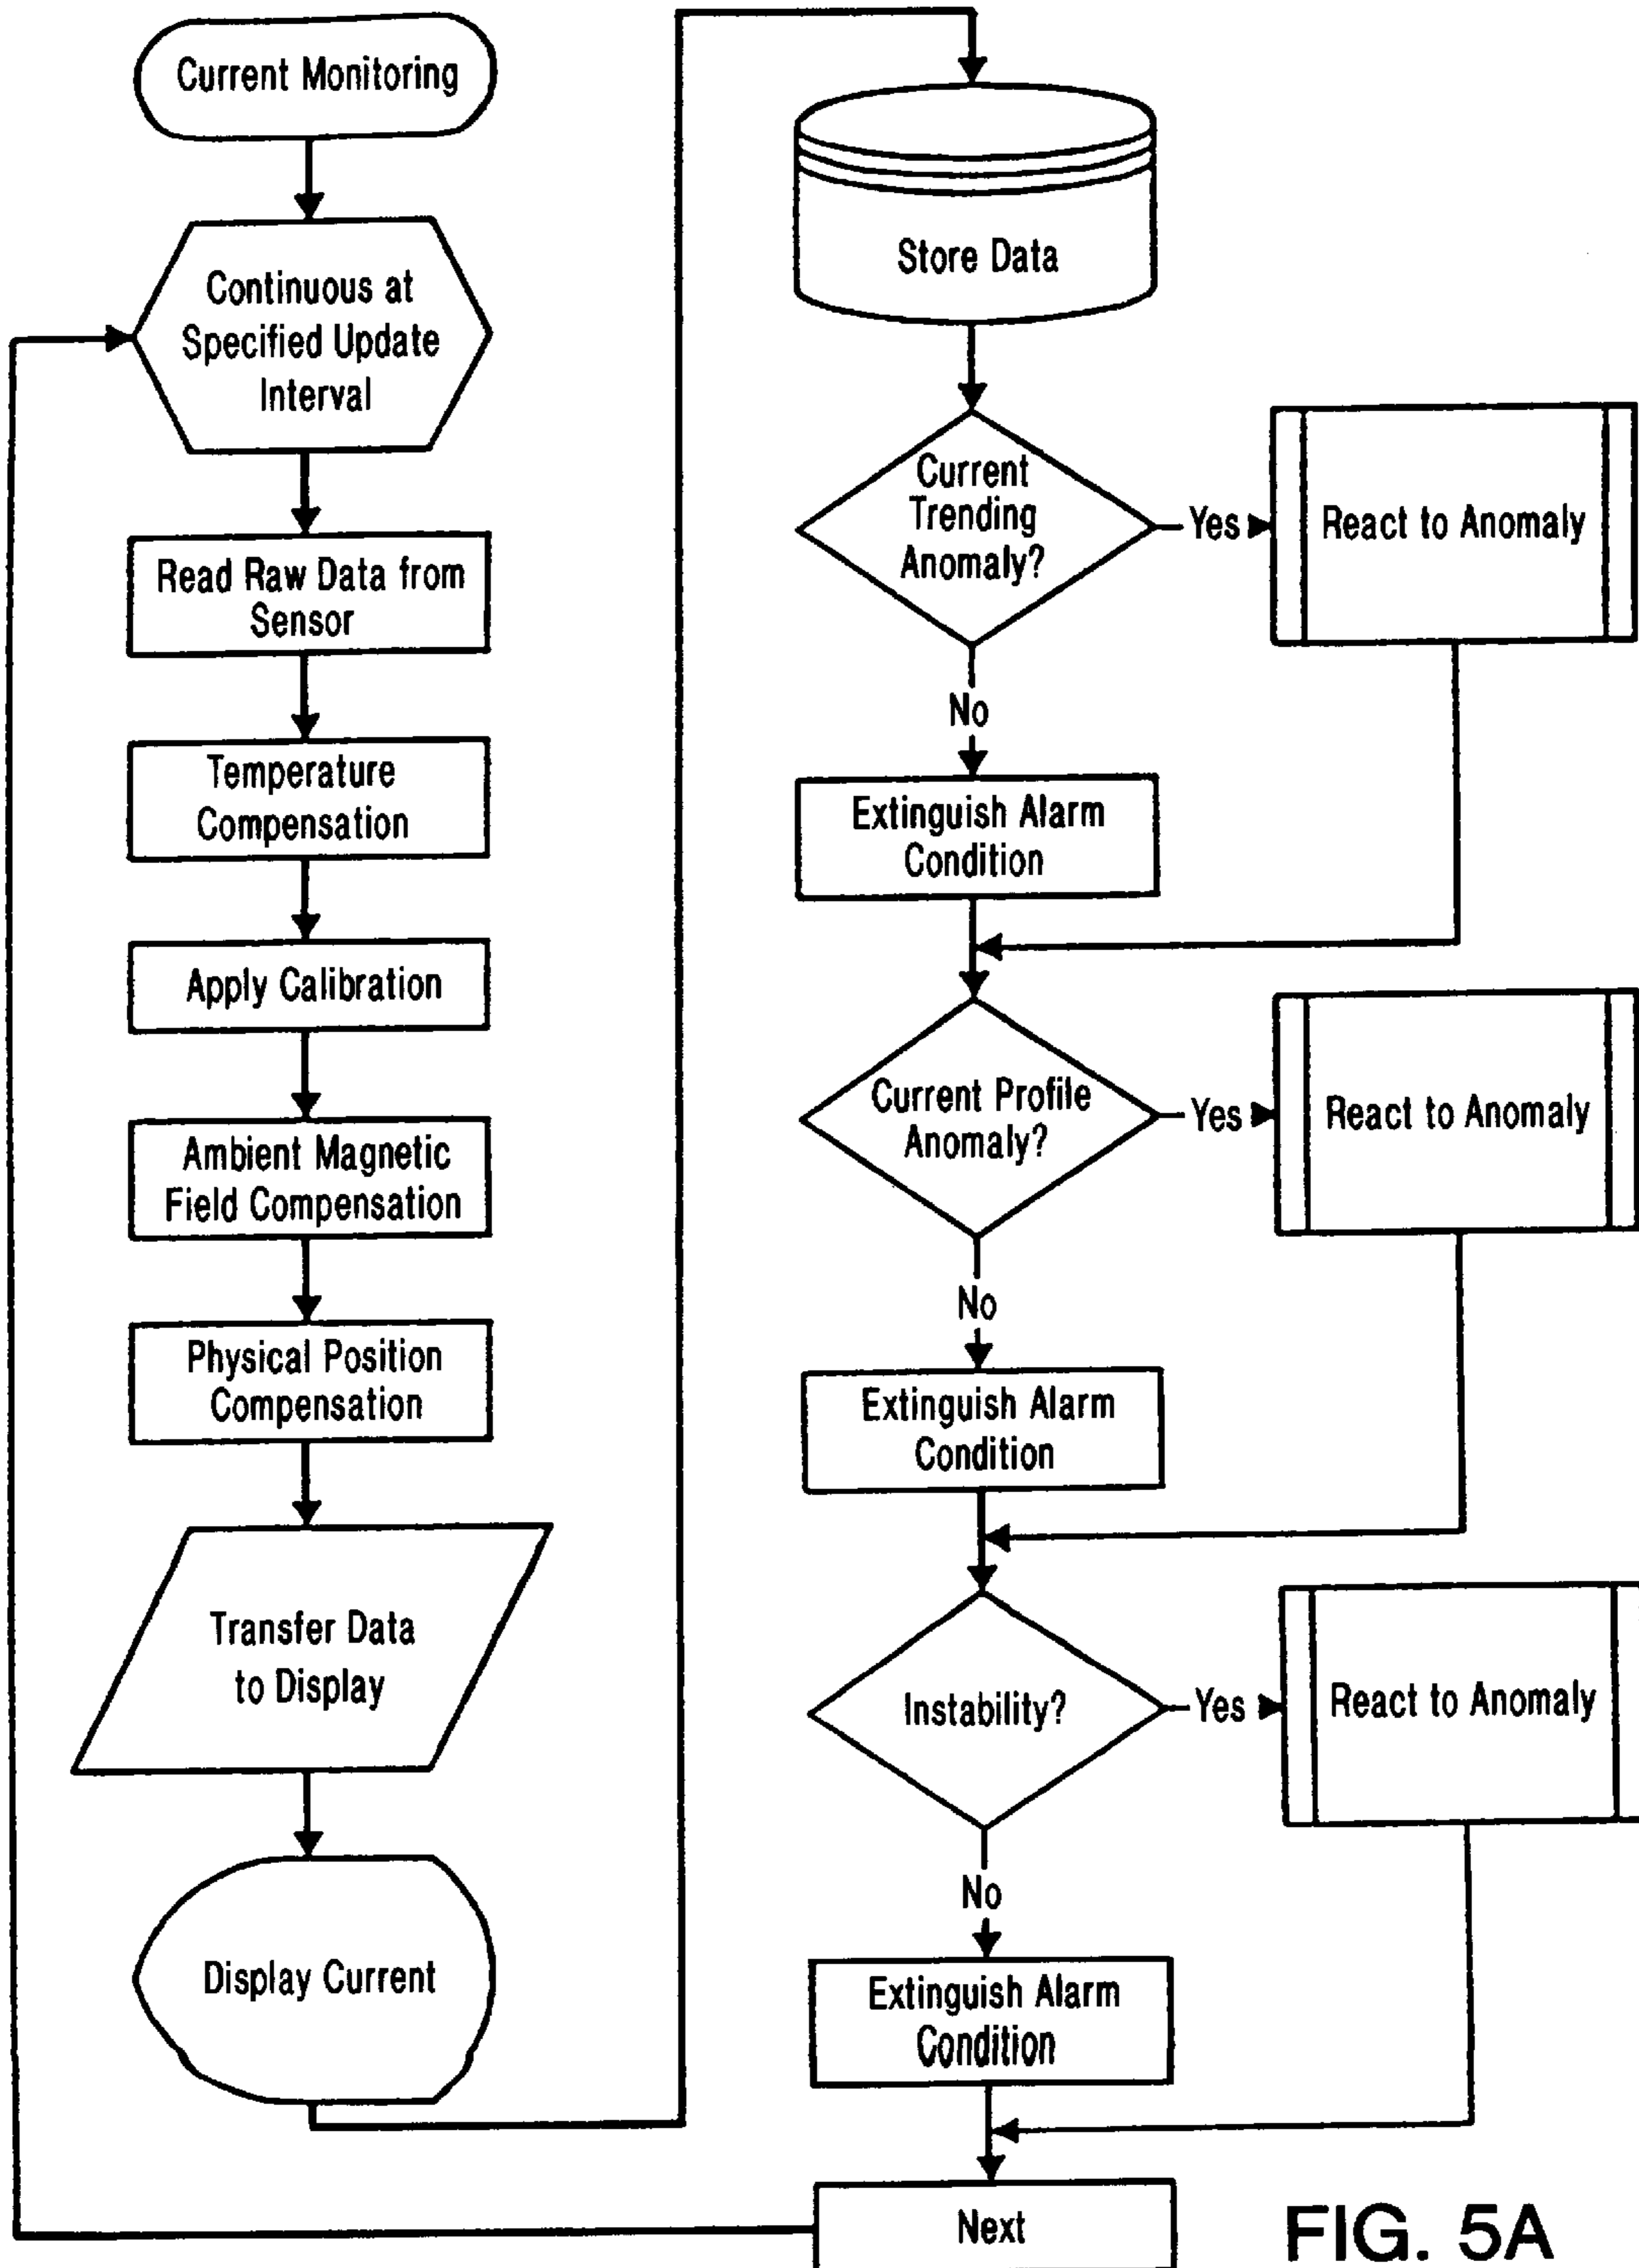 Current Monitoring
Continuous at
Specified Update
Interval
Read Raw Data from
Sensor
Temperature
Compensation
Apply Calibration
Ambient Magnetic
Field Compensation
Physical Position
Compensation
Transfer Data
to Display
Display Current
Store Data
Current
Trending
Anomaly?
Yes
React to Anomaly
No
Extinguish Alarm
Condition
Current Profile
Anomaly?
Yes
React to Anomaly
No
Extinguish Alarm
Condition
Instability?
Yes
React to Anomaly
No
Extinguish Alarm
Condition
Next
FIG. 5A